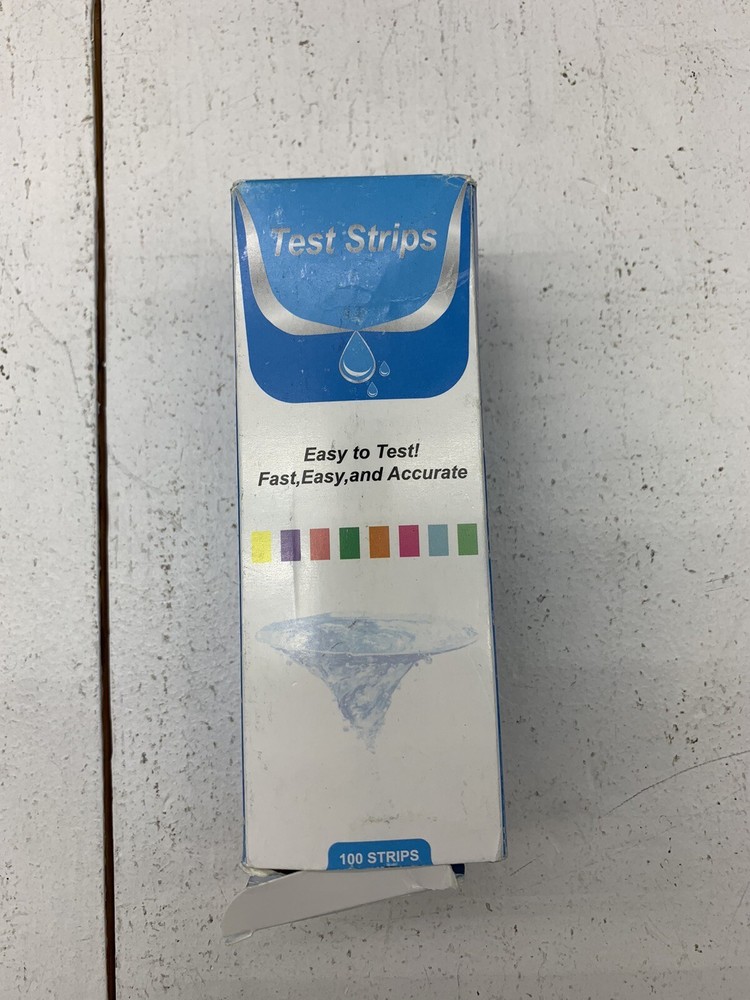 Test Strips
Easy to Test!
Fast,Easy,and Accurate
100 STRIPS